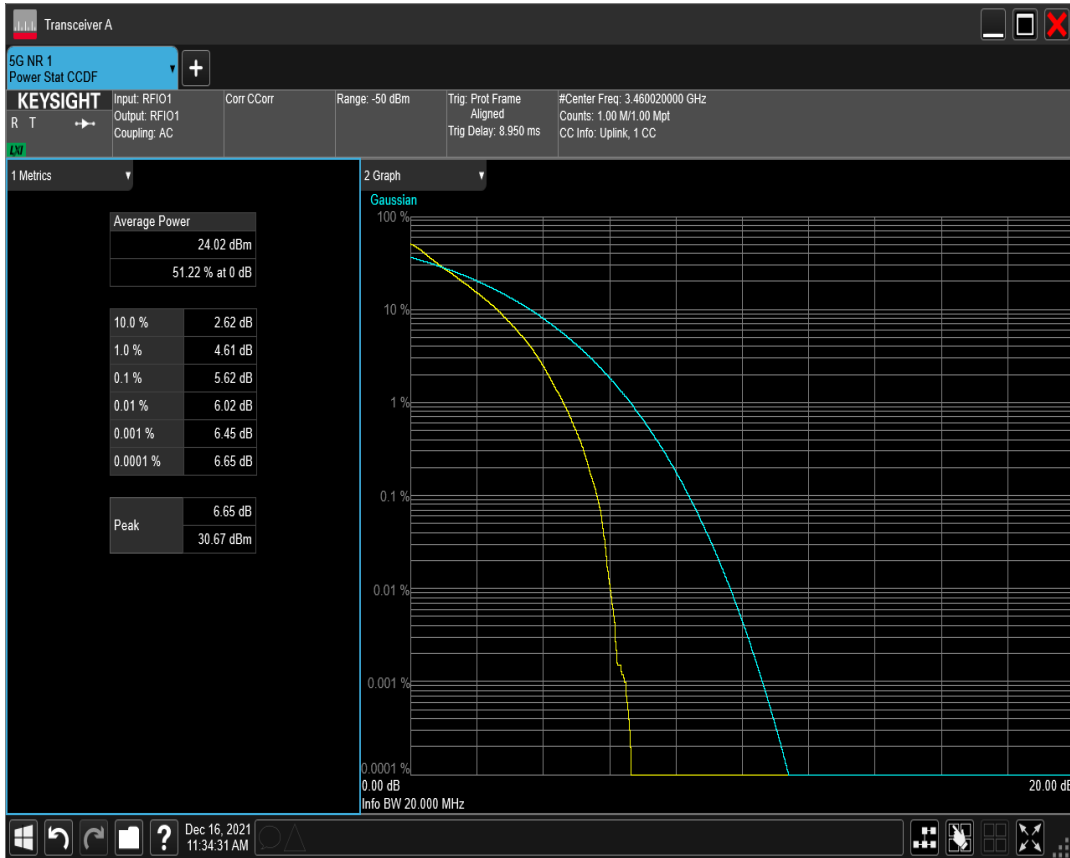 Transceiver A
5G NR 1
Power Stat CCDF
+
KEYSIGHT
R T
LXI
Input: RFIO1
Output: RFIO1
Coupling: AC
Corr CCorr
Range: -50 dBm
Trig: Prot Frame
Aligned
Trig Delay: 8.950 ms
#Center Freq: 3.460020000 GHz
Counts: 1.00 M/1.00 Mpt
CC Info: Uplink, 1 CC
1 Metrics
Average Power
24.02 dBm
51.22 % at 0 dB
10.0 % 2.62 dB
1.0 % 4.61 dB
0.1 % 5.62 dB
0.01 % 6.02 dB
0.001 % 6.45 dB
0.0001 % 6.65 dB
Peak 6.65 dB
30.67 dBm
2 Graph
Gaussian
100 %
10 %
1 %
0.1 %
0.01 %
0.001 %
0.0001 %
0.00 dB 20.00 dB
Info BW 20.000 MHz
?
Dec 16, 2021
11:34:31 AM